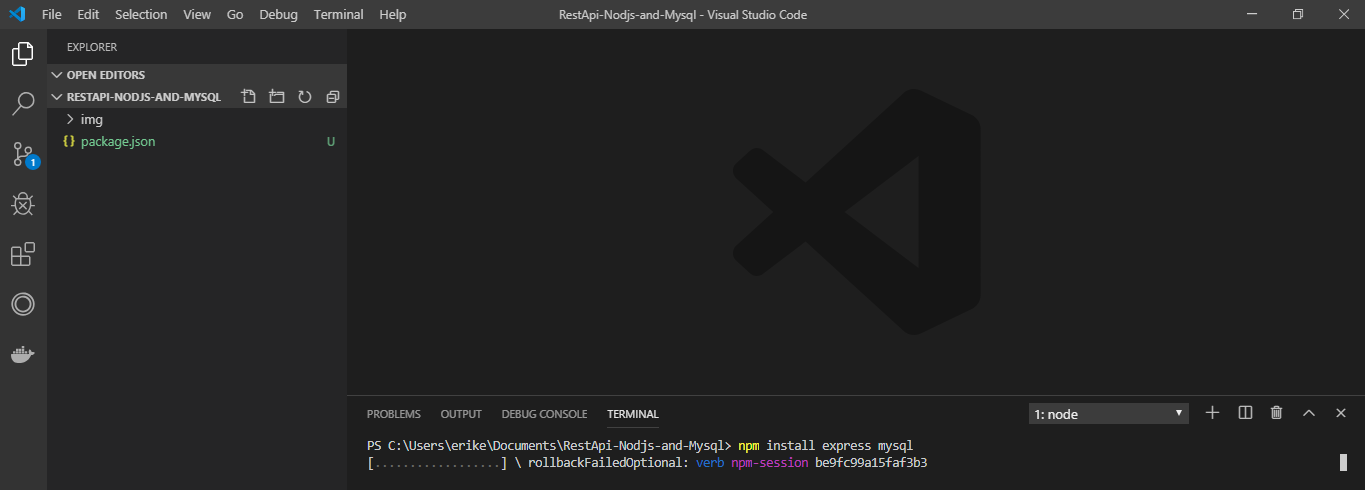 File Edit Selection View Go Debug Terminal Help RestApi-Nodjs-and-Mysql - Visual Studio Code
EXPLORER
OPEN EDITORS
RESTAPI-NODJS-AND-MYSQL
img
{} package.json U
1
PROBLEMS OUTPUT DEBUG CONSOLE TERMINAL 1: node
PS C:\Users\erike\Documents\RestApi-Nodjs-and-Mysql> npm install express mysql
[..................] \ rollbackFailedOptional: verb npm-session be9fc99a15faf3b3